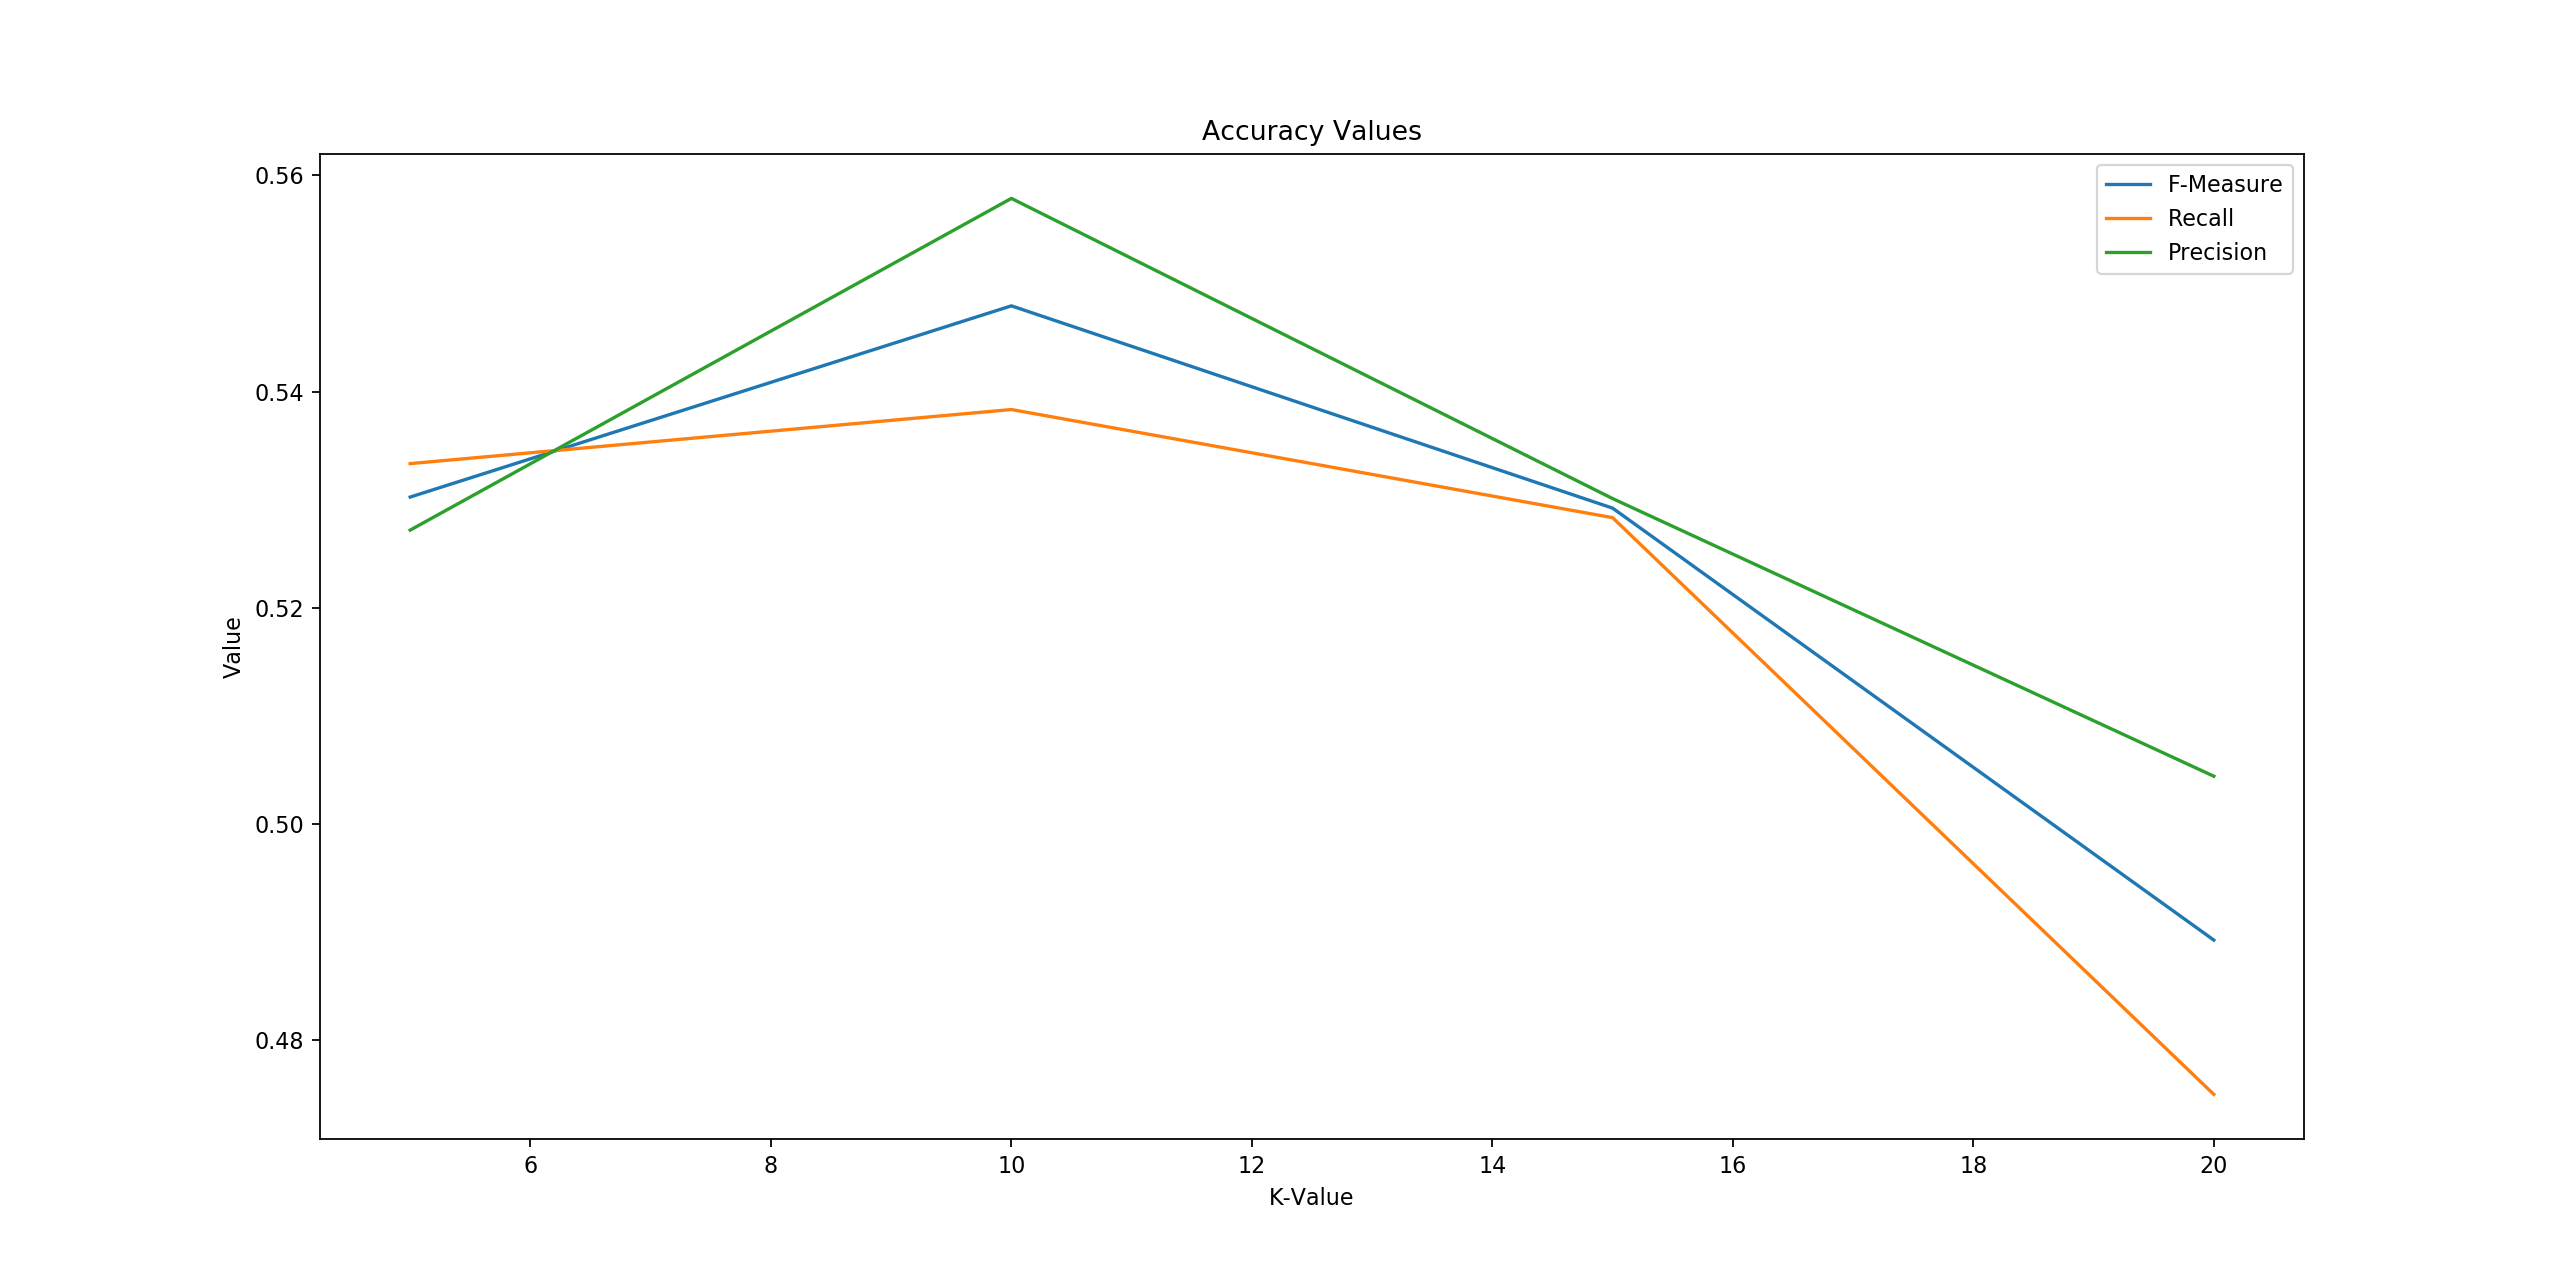 Accuracy Values
0.56
0.54
0.52
0.50
0.48
Value
F-Measure
Recall
Precision
6 8 10 12 14 16 18 20
K-Value